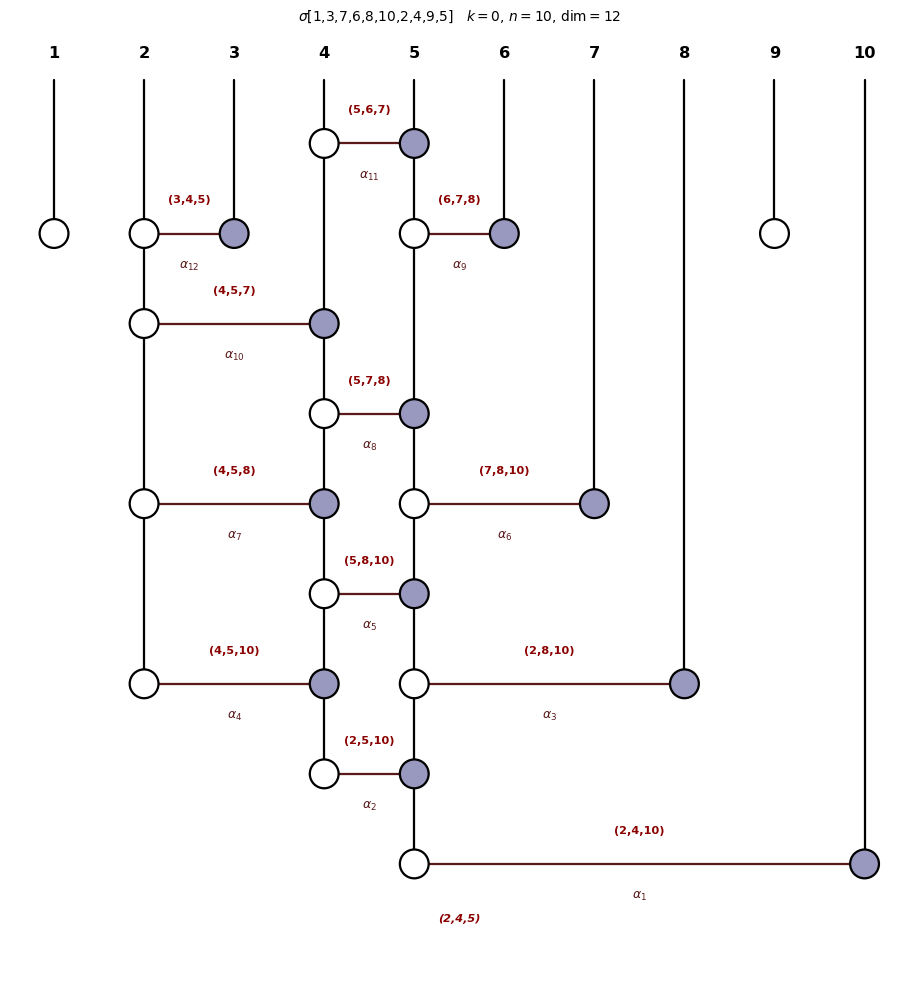 σ[1,3,7,6,8,10,2,4,9,5]   k = 0, n = 10, dim = 12
1 2 3 4 5 6 7 8 9 10
(5,6,7)
α₁₁
(3,4,5) (6,7,8)
α₁₂ α₉
(4,5,7)
α₁₀
(5,7,8)
α₈
(4,5,8) (7,8,10)
α₇ α₆
(5,8,10)
α₅
(4,5,10) (2,8,10)
α₄ α₃
(2,5,10)
α₂
(2,4,10)
α₁
(2,4,5)